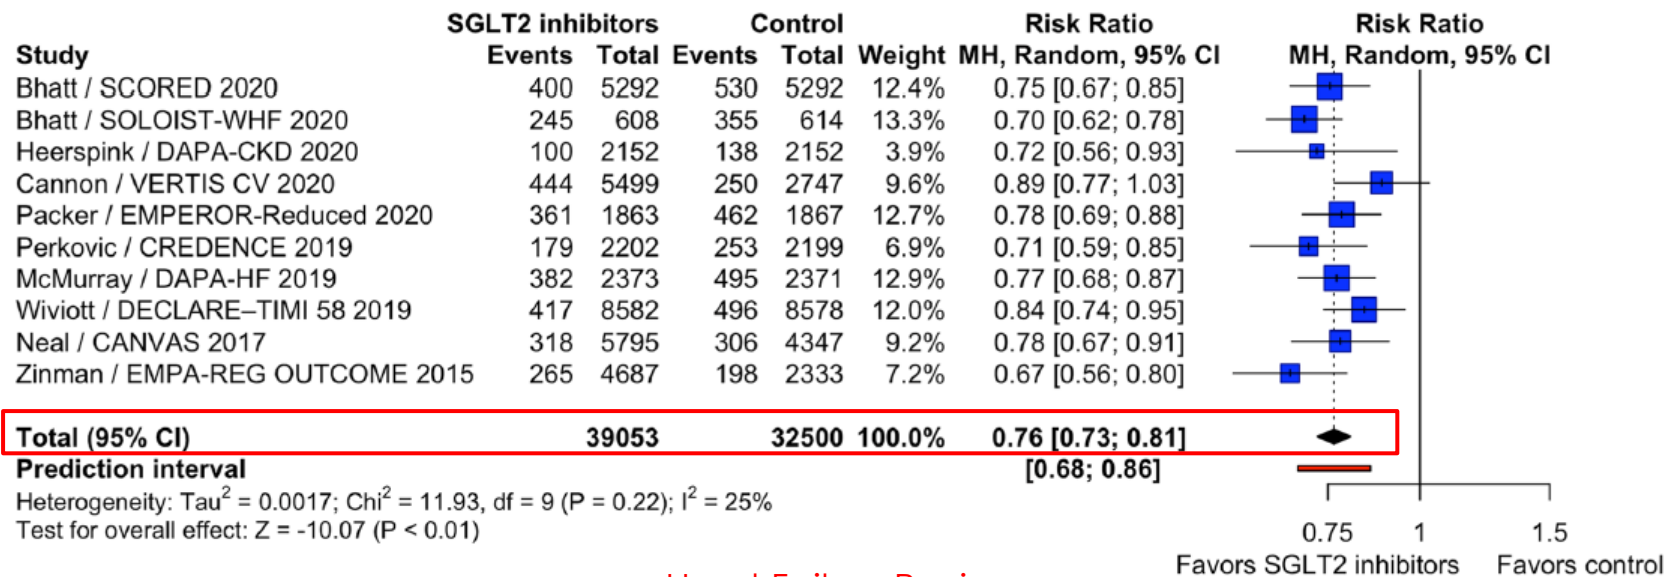 SGLT2 inhibitors Control Risk Ratio Risk Ratio
Study Events Total Events Total Weight MH, Random, 95% CI MH, Random, 95% CI
Bhatt / SCORED 2020 400 5292 530 5292 12.4% 0.75 [0.67; 0.85]
Bhatt / SOLOIST-WHF 2020 245 608 355 614 13.3% 0.70 [0.62; 0.78]
Heerspink / DAPA-CKD 2020 100 2152 138 2152 3.9% 0.72 [0.56; 0.93]
Cannon / VERTIS CV 2020 444 5499 250 2747 9.6% 0.89 [0.77; 1.03]
Packer / EMPEROR-Reduced 2020 361 1863 462 1867 12.7% 0.78 [0.69; 0.88]
Perkovic / CREDENCE 2019 179 2202 253 2199 6.9% 0.71 [0.59; 0.85]
McMurray / DAPA-HF 2019 382 2373 495 2371 12.9% 0.77 [0.68; 0.87]
Wiviott / DECLARE–TIMI 58 2019 417 8582 496 8578 12.0% 0.84 [0.74; 0.95]
Neal / CANVAS 2017 318 5795 306 4347 9.2% 0.78 [0.67; 0.91]
Zinman / EMPA-REG OUTCOME 2015 265 4687 198 2333 7.2% 0.67 [0.56; 0.80]
Total (95% CI) 39053 32500 100.0% 0.76 [0.73; 0.81]
Prediction interval [0.68; 0.86]
Heterogeneity: Tau² = 0.0017; Chi² = 11.93, df = 9 (P = 0.22); I² = 25%
Test for overall effect: Z = -10.07 (P < 0.01)
0.75 1 1.5
Favors SGLT2 inhibitors Favors control